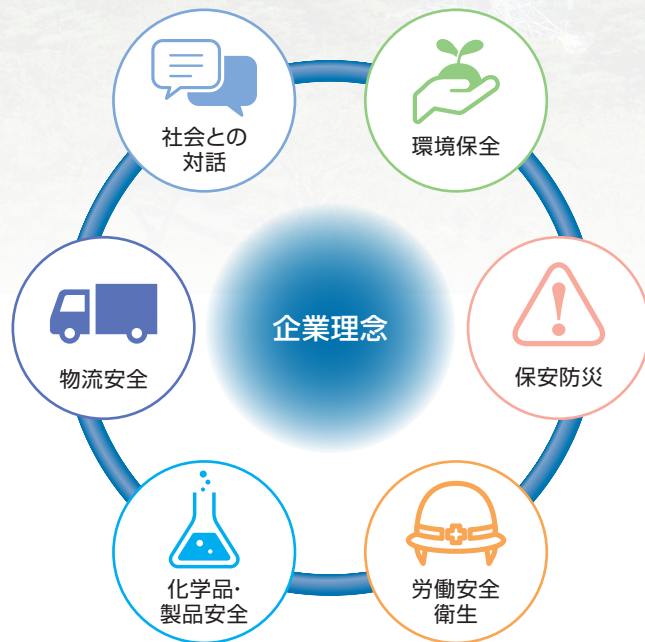 社会との
対話
環境保全
物流安全
企業理念
保安防災
化学品・
製品安全
労働安全
衛生